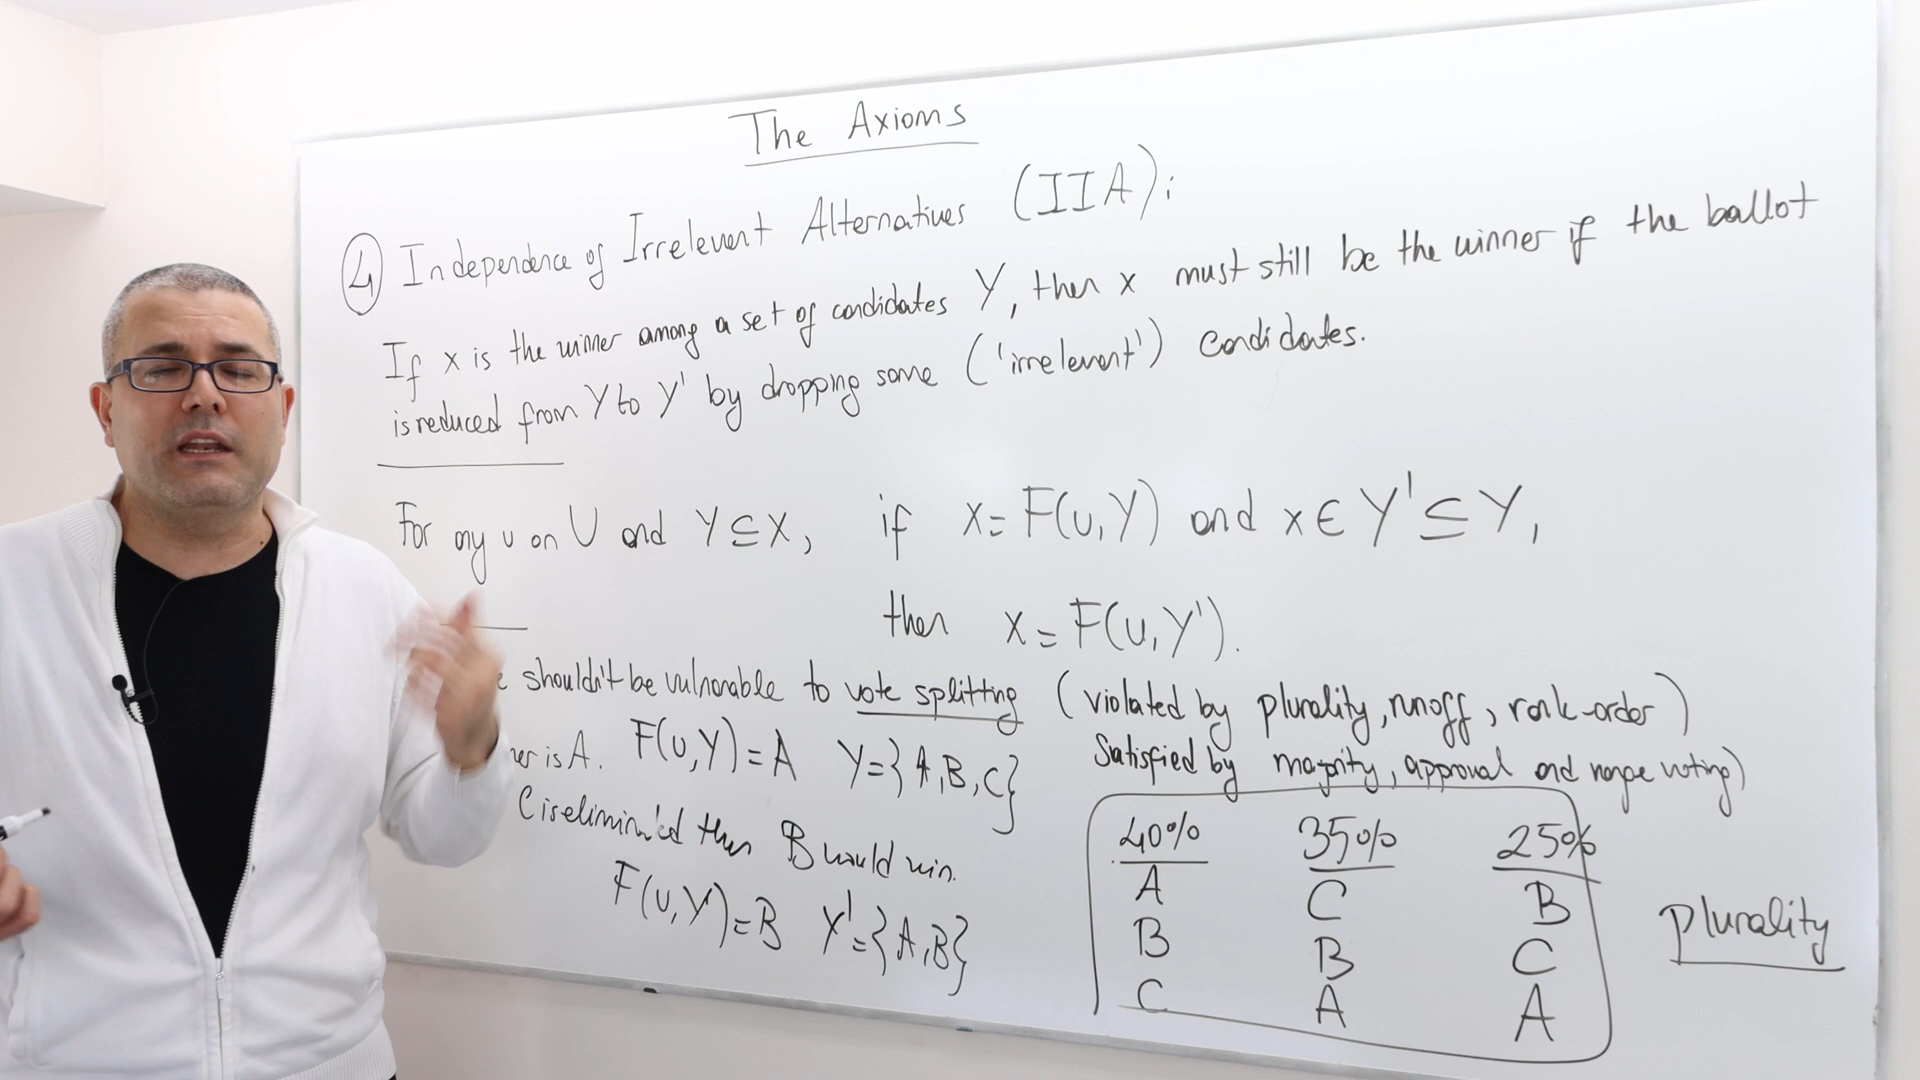 The Axioms
④ Independence of Irrelevent Alternatives (IIA):
If x is the winner among a set of candidates Y, then x must still be the winner if the ballot
is reduced from Y to Y' by dropping some ('irrelevent') candidates.
For any u on U and Y⊆X, if x=F(u,Y) and x∈Y'⊆Y,
then x=F(u,Y').
shouldn't be vulnerable to vote splitting (violated by plurality, runoff, rank-order)
Satisfied by majority, approval and range voting)
is A. F(u,Y)=A Y={A,B,C}
C is eliminated then B would win.
F(u,Y')=B Y'={A,B}
40% 35% 25%
A C B
B B C
C A A
plurality